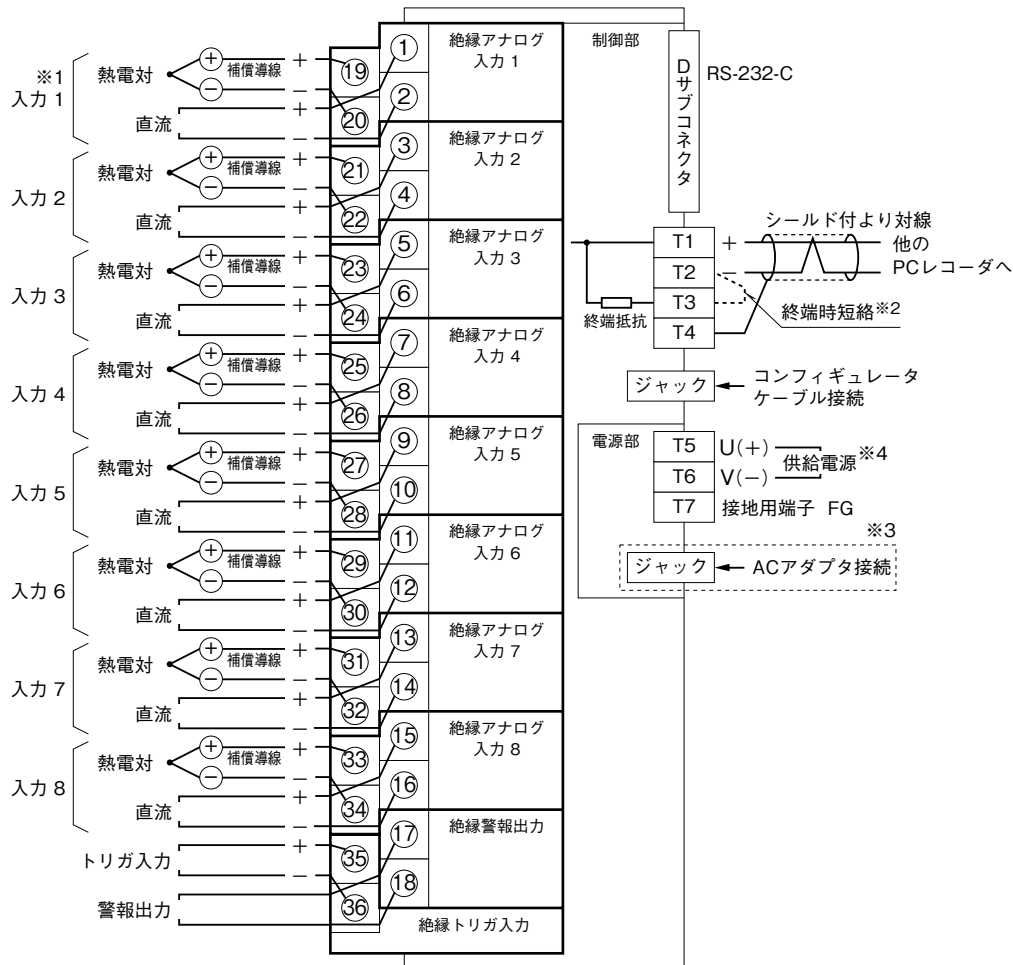 ※1
入力 1
熱電対
+
−
補償導線
+
−
直流
+
−
入力 2
熱電対
+
−
補償導線
+
−
直流
+
−
入力 3
熱電対
+
−
補償導線
+
−
直流
+
−
入力 4
熱電対
+
−
補償導線
+
−
直流
+
−
入力 5
熱電対
+
−
補償導線
+
−
直流
+
−
入力 6
熱電対
+
−
補償導線
+
−
直流
+
−
入力 7
熱電対
+
−
補償導線
+
−
直流
+
−
入力 8
熱電対
+
−
補償導線
+
−
直流
+
−
トリガ入力
+
−
警報出力
⑲
⑳
㉑
㉒
㉓
㉔
㉕
㉖
㉗
㉘
㉙
㉚
㉛
㉜
㉝
㉞
㉟
㊱
①
②
③
④
⑤
⑥
⑦
⑧
⑨
⑩
⑪
⑫
⑬
⑭
⑮
⑯
⑰
⑱
絶縁アナログ
入力 1
絶縁アナログ
入力 2
絶縁アナログ
入力 3
絶縁アナログ
入力 4
絶縁アナログ
入力 5
絶縁アナログ
入力 6
絶縁アナログ
入力 7
絶縁アナログ
入力 8
絶縁警報出力
絶縁トリガ入力
制御部
Dサブコネクタ
RS-232-C
シールド付より対線
T1
+
他の
PCレコーダへ
T2
−
T3
終端抵抗
終端時短絡※2
T4
ジャック
コンフィギュレータ
ケーブル接続
電源部
T5
U(+)
供給電源※4
T6
V(−)
T7
接地用端子 FG
※3
ジャック
ACアダプタ接続